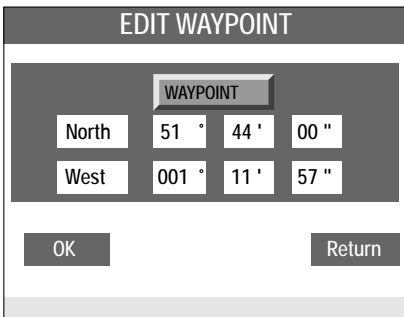 EDIT WAYPOINT
WAYPOINT
North 51 ° 44 ' 00 "
West 001 ° 11 ' 57 "
OK Return